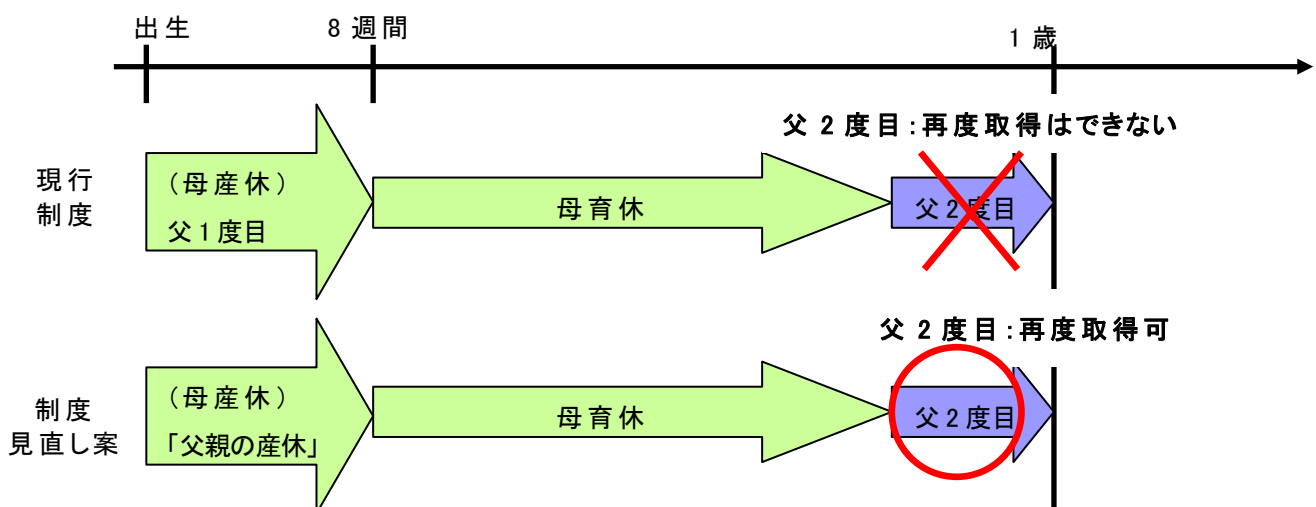 出生
8週間
1歳
父2度目:再度取得はできない
現行
制度
(母産休)
父1度目
母育休
父2度目
父2度目:再度取得可
制度
見直し案
(母産休)
「父親の産休」
母育休
父2度目